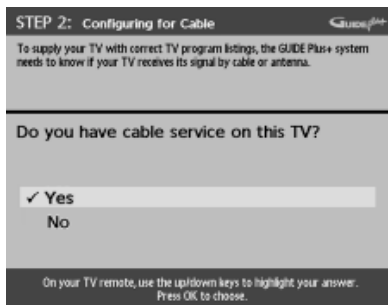 STEP 2: Configuring for Cable
GUIDE Plus+
To supply your TV with correct TV program listings, the GUIDE Plus+ system
needs to know if your TV receives its signal by cable or antenna.
Do you have cable service on this TV?
✓ Yes
No
On your TV remote, use the up/down keys to highlight your answer.
Press OK to choose.